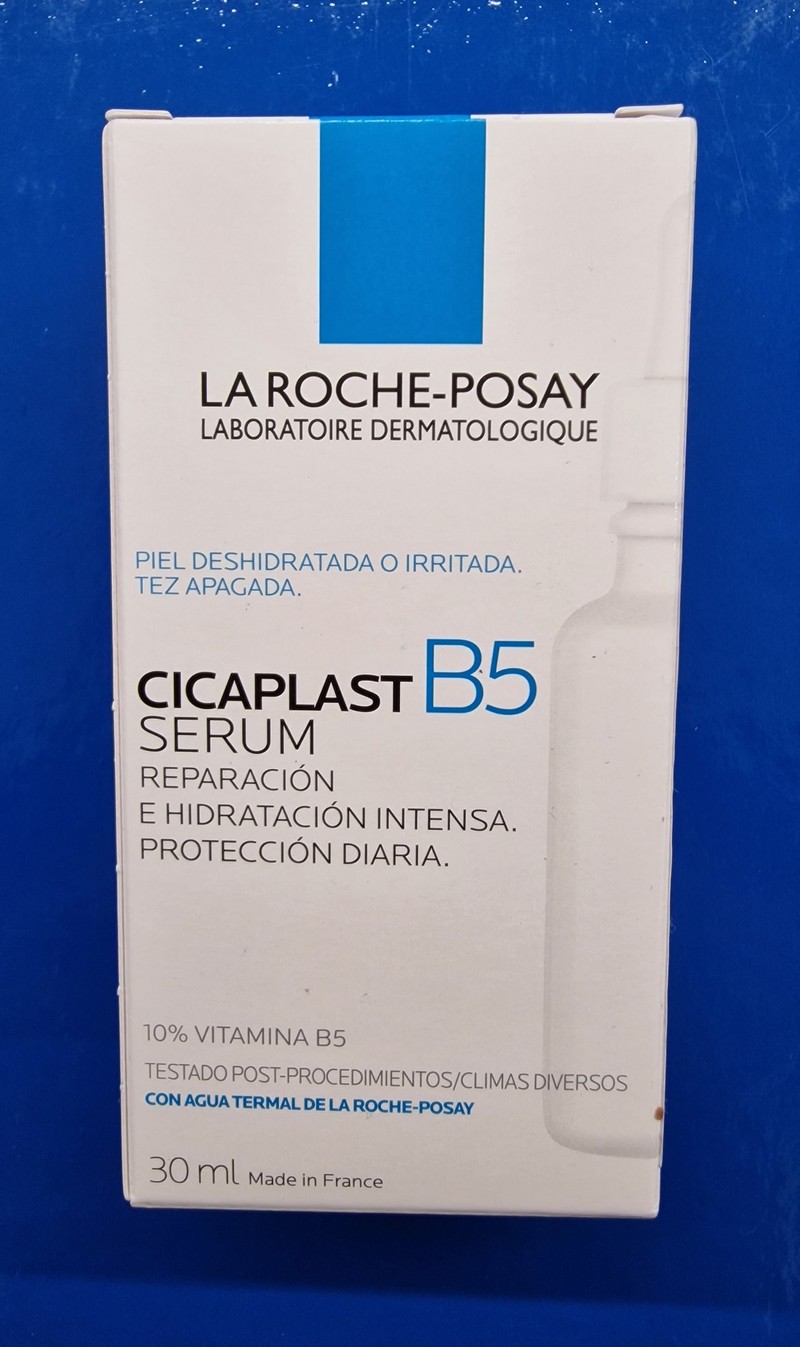 LA ROCHE-POSAY
LABORATOIRE DERMATOLOGIQUE
PIEL DESHIDRATADA O IRRITADA.
TEZ APAGADA.
CICAPLAST B5
SERUM
REPARACIÓN
E HIDRATACIÓN INTENSA.
PROTECCIÓN DIARIA.
10% VITAMINA B5
TESTADO POST-PROCEDIMIENTOS/CLIMAS DIVERSOS
CON AGUA TERMAL DE LA ROCHE-POSAY
30 ml Made in France